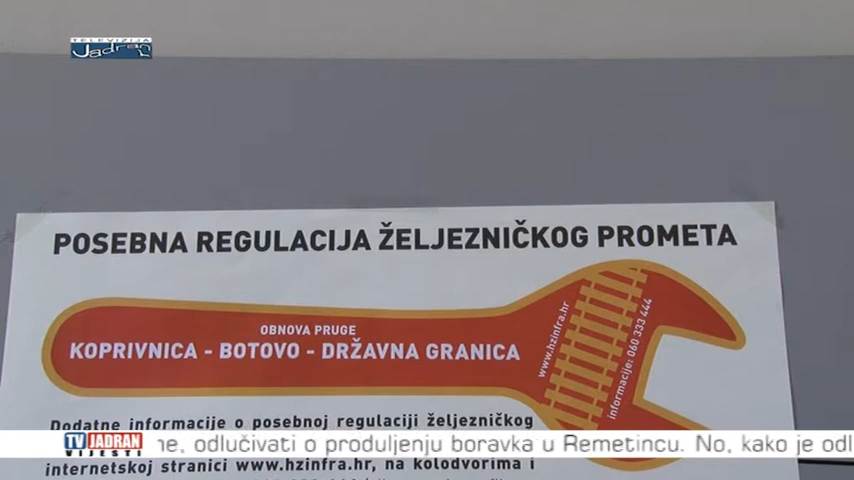 TELEVIZIJA
Jadran
POSEBNA REGULACIJA ŽELJEZNIČKOG PROMETA
OBNOVA PRUGE
KOPRIVNICA - BOTOVO - DRŽAVNA GRANICA
www.hzinfra.hr
informacije: 060 333 444
Dodatne informacije o posebnoj regulaciji željezničkog
TV JADRAN
VIJESTI
ne, odlučivati o produljenju boravka u Remetincu. No, kako je odl
internetskoj stranici www.hzinfra.hr, na kolodvorima i